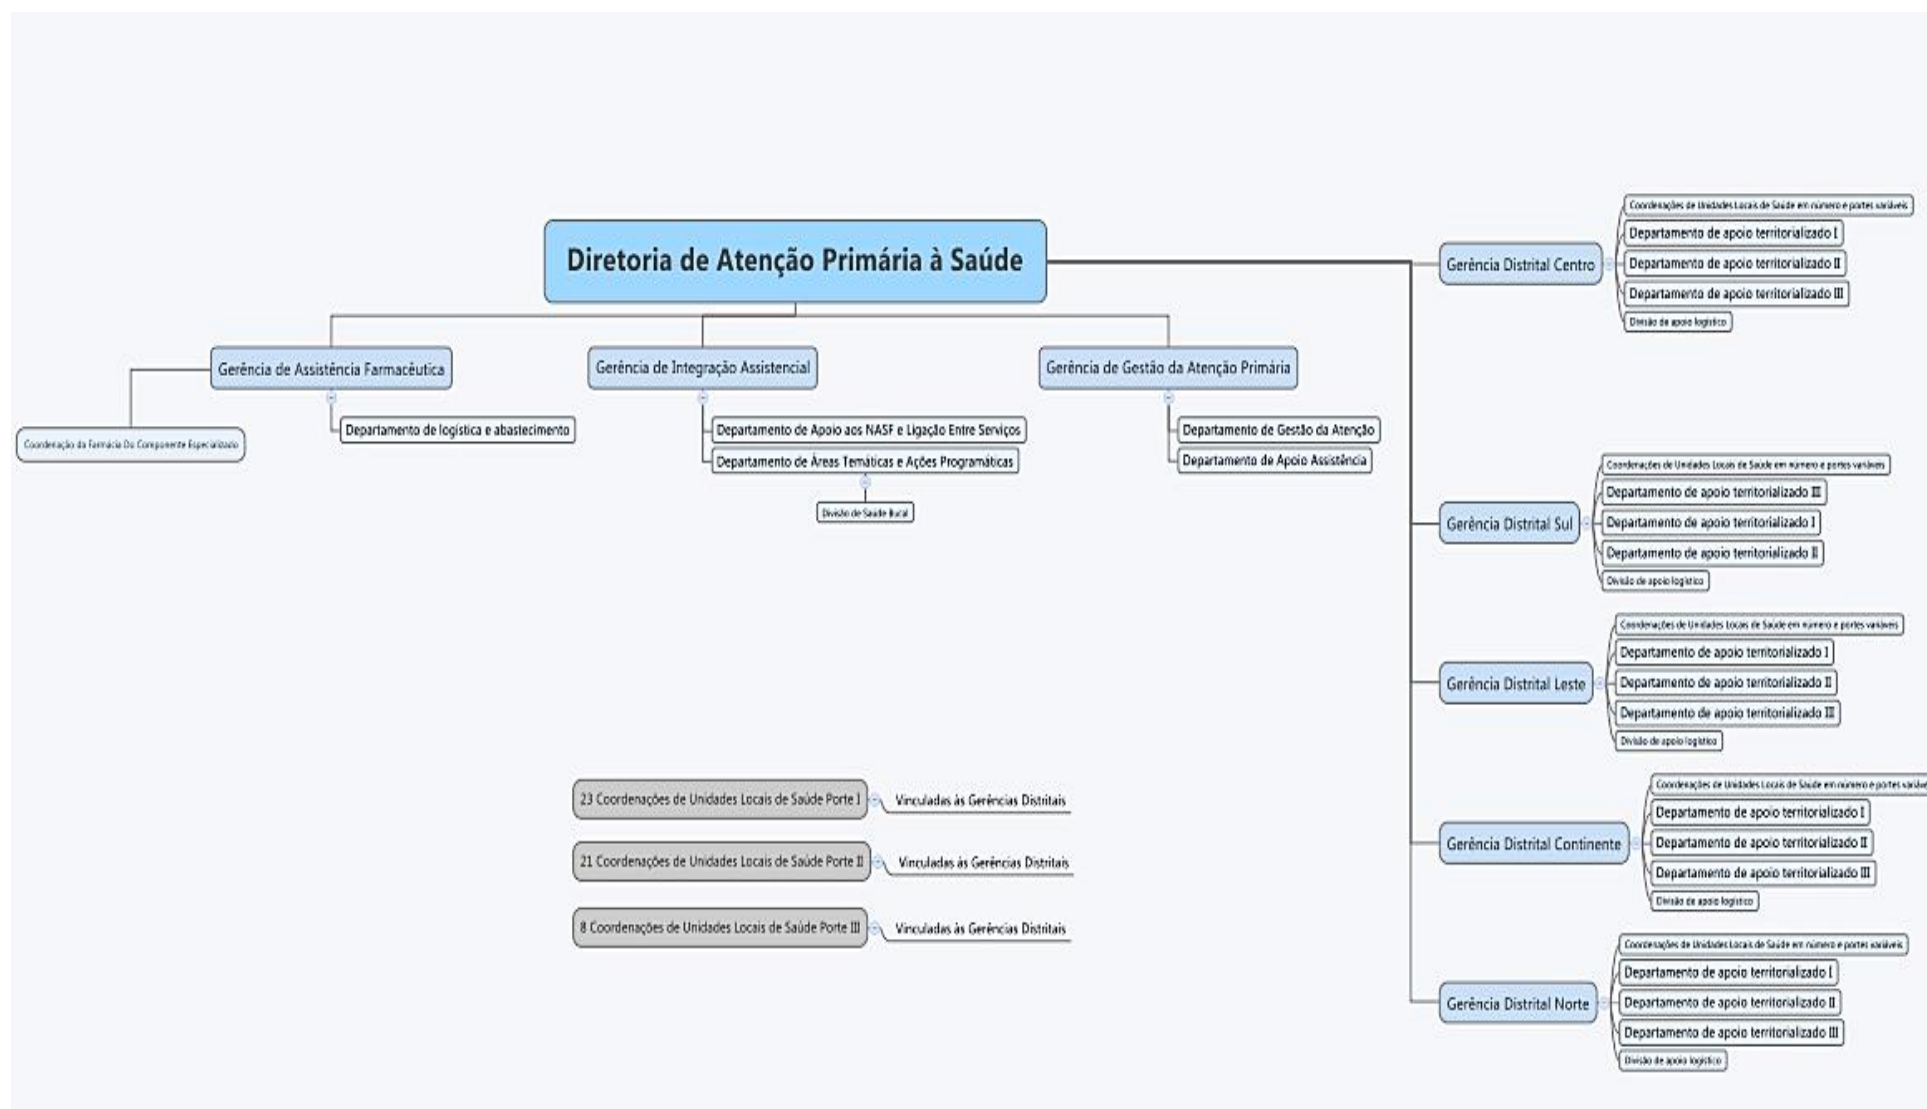 Diretoria de Atenção Primária à Saúde
Gerência de Assistência Farmacêutica
Coordenação da Farmácia Do Componente Especializado
Departamento de logística e abastecimento
Gerência de Integração Assistencial
Departamento de Apoio aos NASF e Ligação Entre Serviços
Departamento de Áreas Temáticas e Ações Programáticas
Divisão de Saúde Bucal
Gerência de Gestão da Atenção Primária
Departamento de Gestão da Atenção
Departamento de Apoio Assistência
Gerência Distrital Centro
Coordenações de Unidades Locais de Saúde em número e portes variáveis
Departamento de apoio territorializado I
Departamento de apoio territorializado II
Departamento de apoio territorializado III
Divisão de apoio logístico
Gerência Distrital Sul
Coordenações de Unidades Locais de Saúde em número e portes variáveis
Departamento de apoio territorializado III
Departamento de apoio territorializado I
Departamento de apoio territorializado II
Divisão de apoio logístico
Gerência Distrital Leste
Coordenações de Unidades Locais de Saúde em número e portes variáveis
Departamento de apoio territorializado I
Departamento de apoio territorializado II
Departamento de apoio territorializado III
Divisão de apoio logístico
Gerência Distrital Continente
Coordenações de Unidades Locais de Saúde em número e portes
Departamento de apoio territorializado I
Departamento de apoio territorializado II
Departamento de apoio territorializado III
Divisão de apoio logístico
Gerência Distrital Norte
Coordenações de Unidades Locais de Saúde em número e portes variáveis
Departamento de apoio territorializado I
Departamento de apoio territorializado II
Departamento de apoio territorializado III
Divisão de apoio logístico
23 Coordenações de Unidades Locais de Saúde Porte I
Vinculadas às Gerências Distritais
21 Coordenações de Unidades Locais de Saúde Porte II
Vinculadas às Gerências Distritais
8 Coordenações de Unidades Locais de Saúde Porte III
Vinculadas às Gerências Distritais